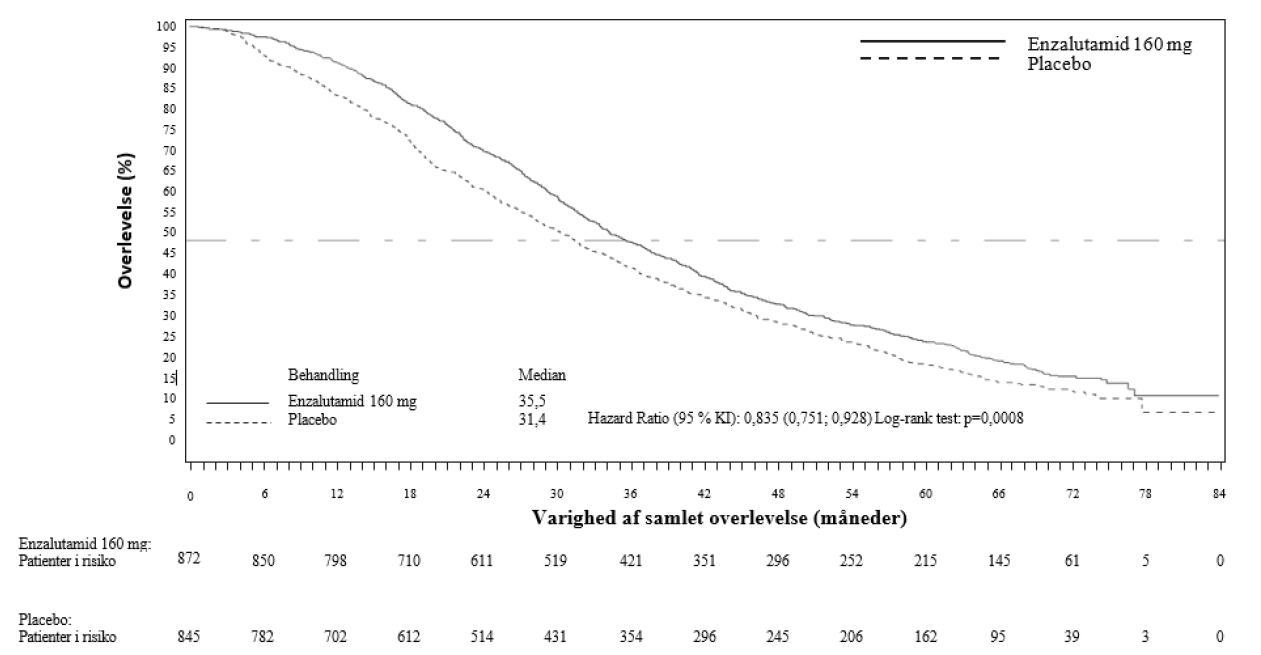 100
95
90
85
80
75
70
65
60
55
50
45
40
35
30
25
20
15
10
5
0
Overlevelse (%)
Enzalutamid 160 mg
Placebo
Behandling Median
Enzalutamid 160 mg 35,5
Placebo 31,4 Hazard Ratio (95 % KI): 0,835 (0,751; 0,928) Log-rank test: p=0,0008
0 6 12 18 24 30 36 42 48 54 60 66 72 78 84
Varighed af samlet overlevelse (måneder)
Enzalutamid 160 mg:
Patienter i risiko 872 850 798 710 611 519 421 351 296 252 215 145 61 5 0
Placebo:
Patienter i risiko 845 782 702 612 514 431 354 296 245 206 162 95 39 3 0